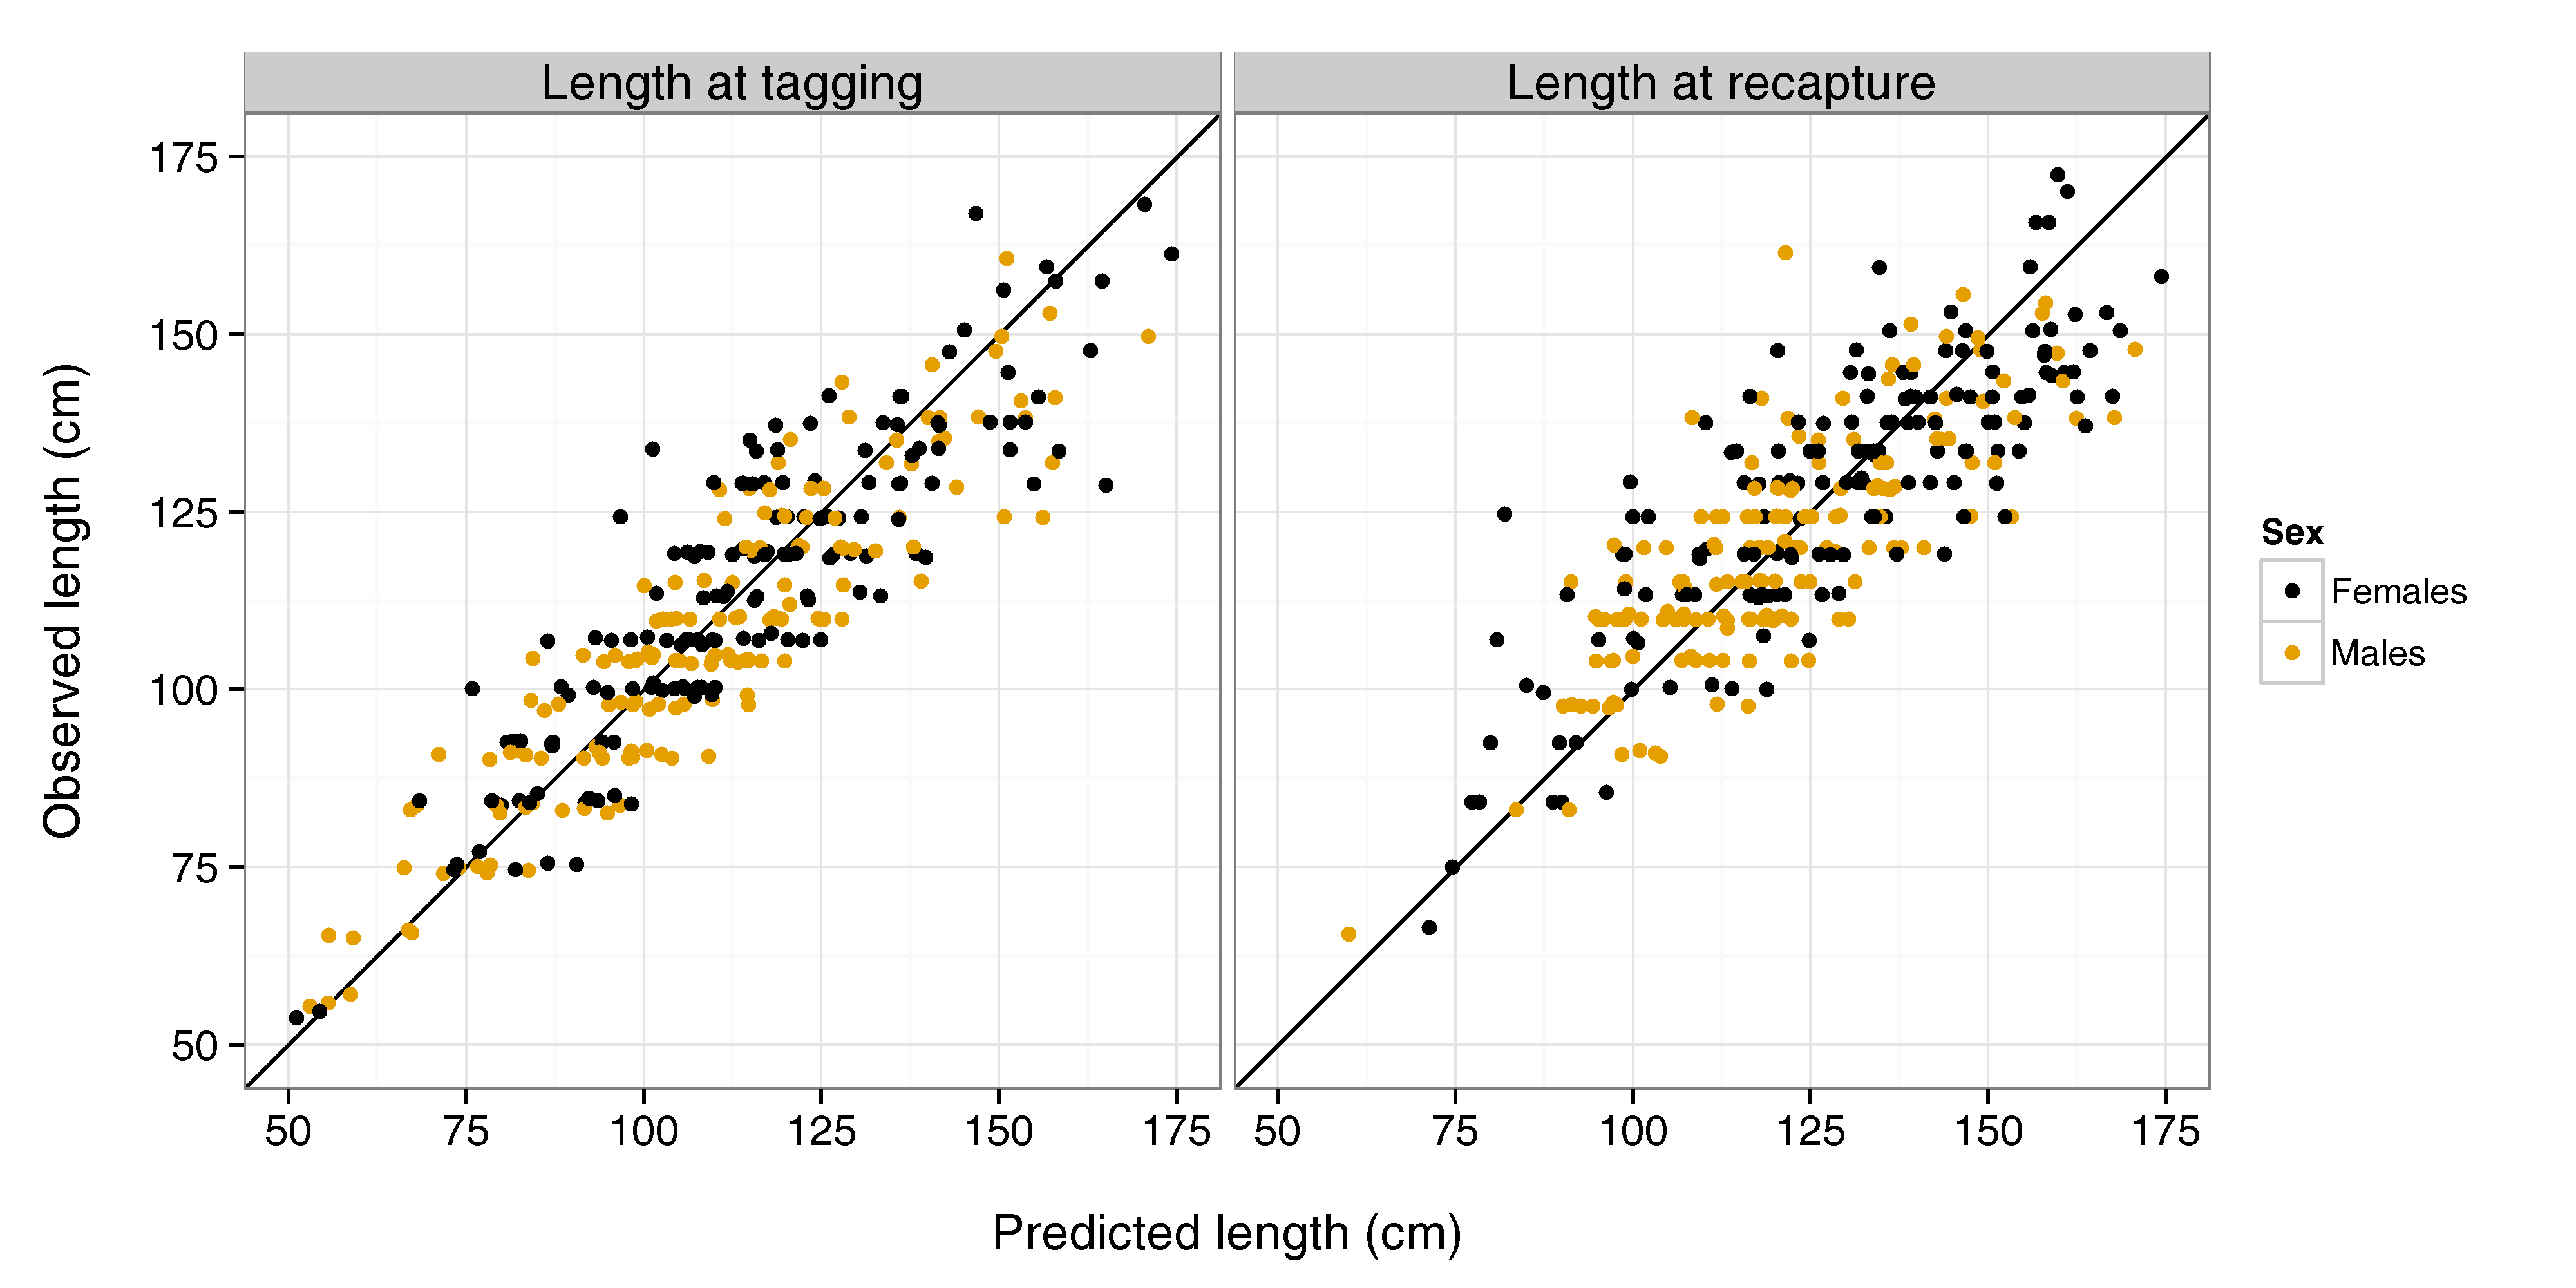 Length at tagging
Length at recapture
Observed length (cm)
175
150
125
100
75
50
50 75 100 125 150 175
50 75 100 125 150 175
Predicted length (cm)
Sex
Females
Males